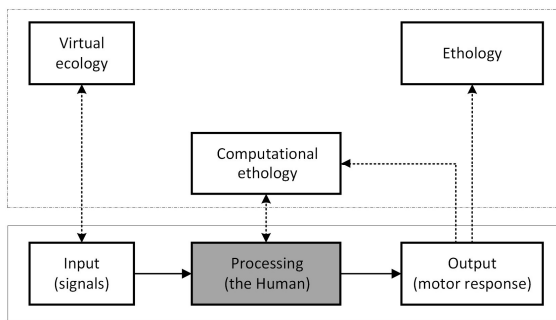 Virtual
ecology
Ethology
Computational
ethology
Input
(signals)
Processing
(the Human)
Output
(motor response)